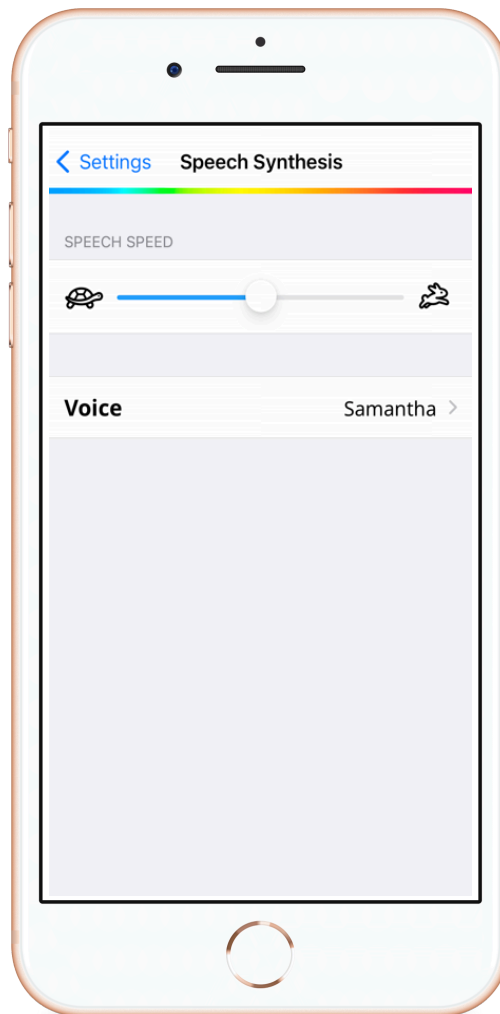 Settings
Speech Synthesis
SPEECH SPEED
Voice
Samantha